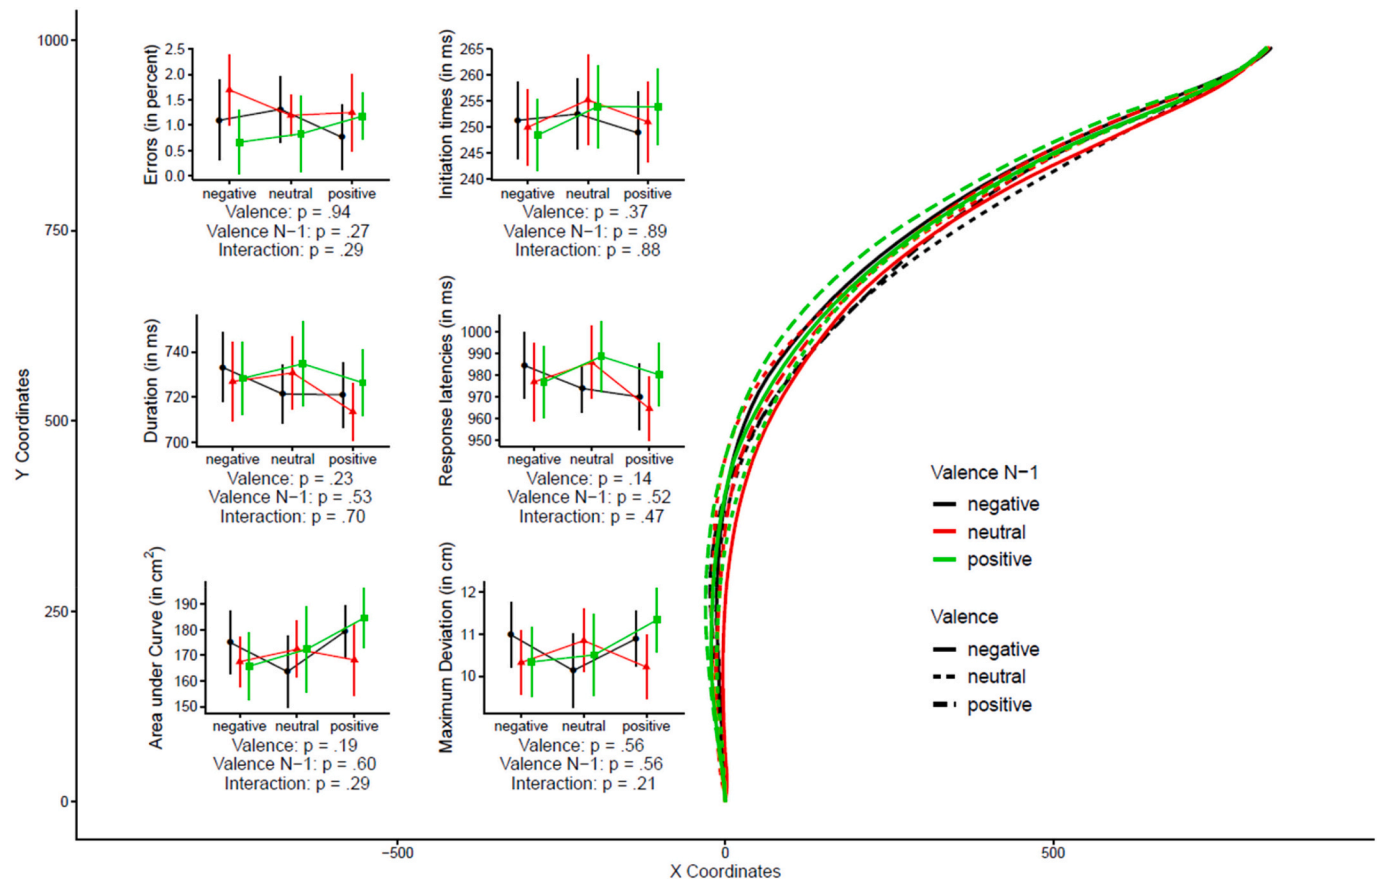 1000
750
500
250
0
Y Coordinates
−500
0
500
X Coordinates
Errors (in percent)
2.5
2.0
1.5
1.0
0.5
0.0
negative neutral positive
Valence: p = .94
Valence N−1: p = .27
Interaction: p = .29
Initiation times (in ms)
265
260
255
250
245
240
negative neutral positive
Valence: p = .37
Valence N−1: p = .89
Interaction: p = .88
Duration (in ms)
740
720
700
negative neutral positive
Valence: p = .23
Valence N−1: p = .53
Interaction: p = .70
Response latencies (in ms)
1000
990
980
970
960
950
negative neutral positive
Valence: p = .14
Valence N−1: p = .52
Interaction: p = .47
Area under Curve (in cm²)
190
180
170
160
150
negative neutral positive
Valence: p = .19
Valence N−1: p = .60
Interaction: p = .29
Maximum Deviation (in cm)
12
11
10
negative neutral positive
Valence: p = .56
Valence N−1: p = .56
Interaction: p = .21
Valence N−1
negative
neutral
positive
Valence
negative
neutral
positive